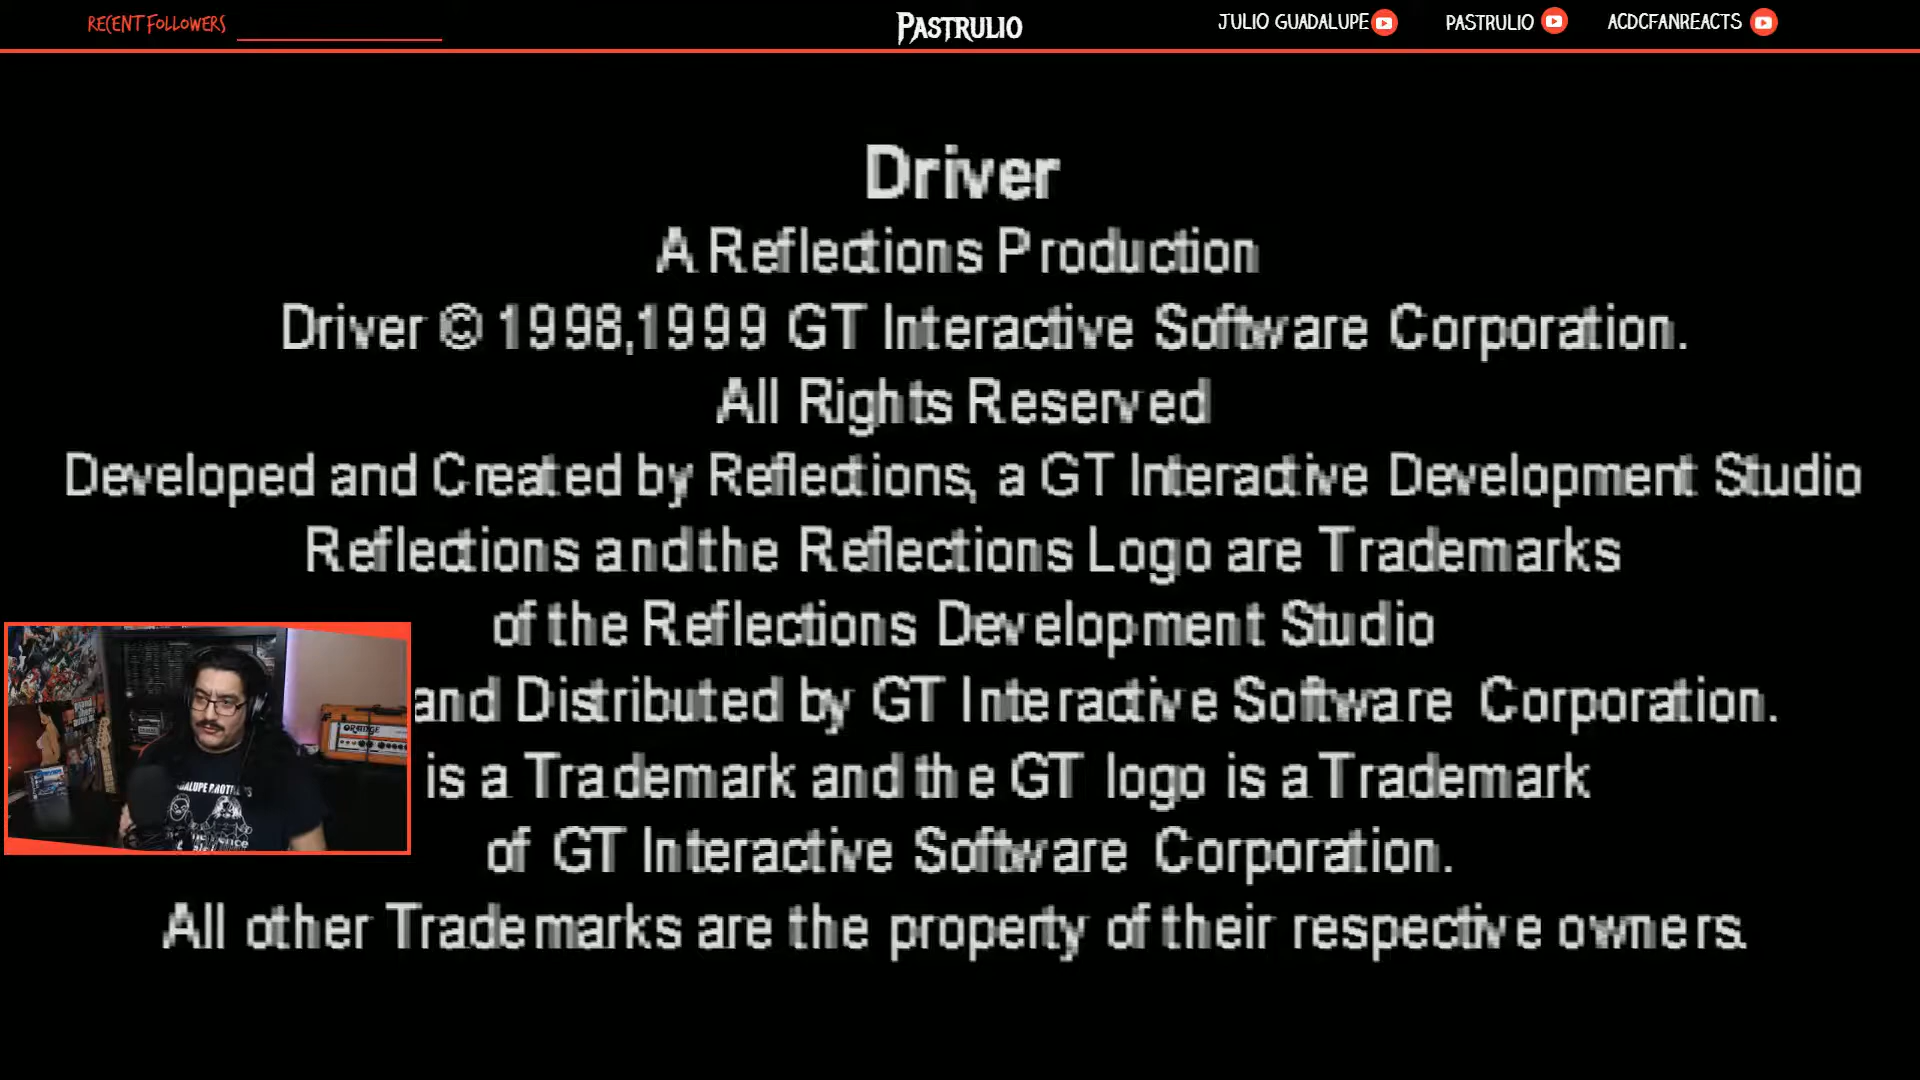 RECENT FOLLOWERS
PASTRULIO
JULIO GUADALUPE
PASTRULIO
ACDCFANREACTS
Driver
A Reflections Production
Driver © 1998,1999 GT Interactive Software Corporation.
All Rights Reserved
Developed and Created by Reflections, a GT Interactive Development Studio
Reflections and the Reflections Logo are Trademarks
of the Reflections Development Studio
and Distributed by GT Interactive Software Corporation.
is a Trademark and the GT logo is a Trademark
of GT Interactive Software Corporation.
All other Trademarks are the property of their respective owners.
ORANGE